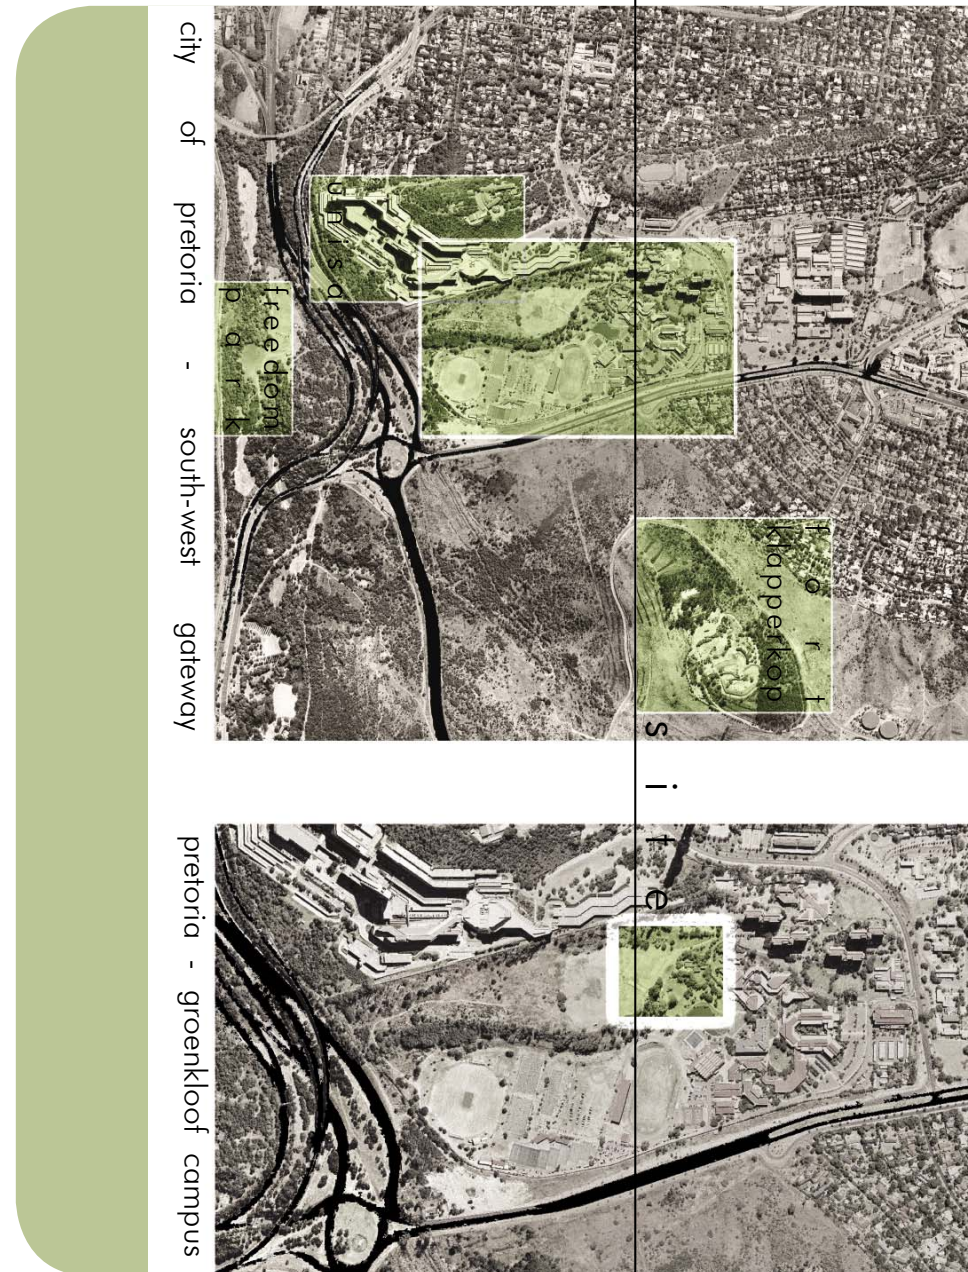 city of pretoria - south-west gateway
unisa
freedom
park
fort
klapperkop
site
pretoria - groenkloof campus